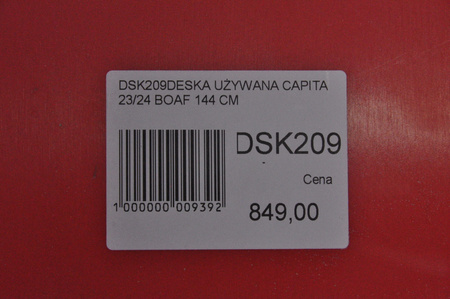 DSK209DESKA UŻYWANA CAPITA
23/24 BOAF 144 CM
DSK209
Cena
1 000000 009392
849,00